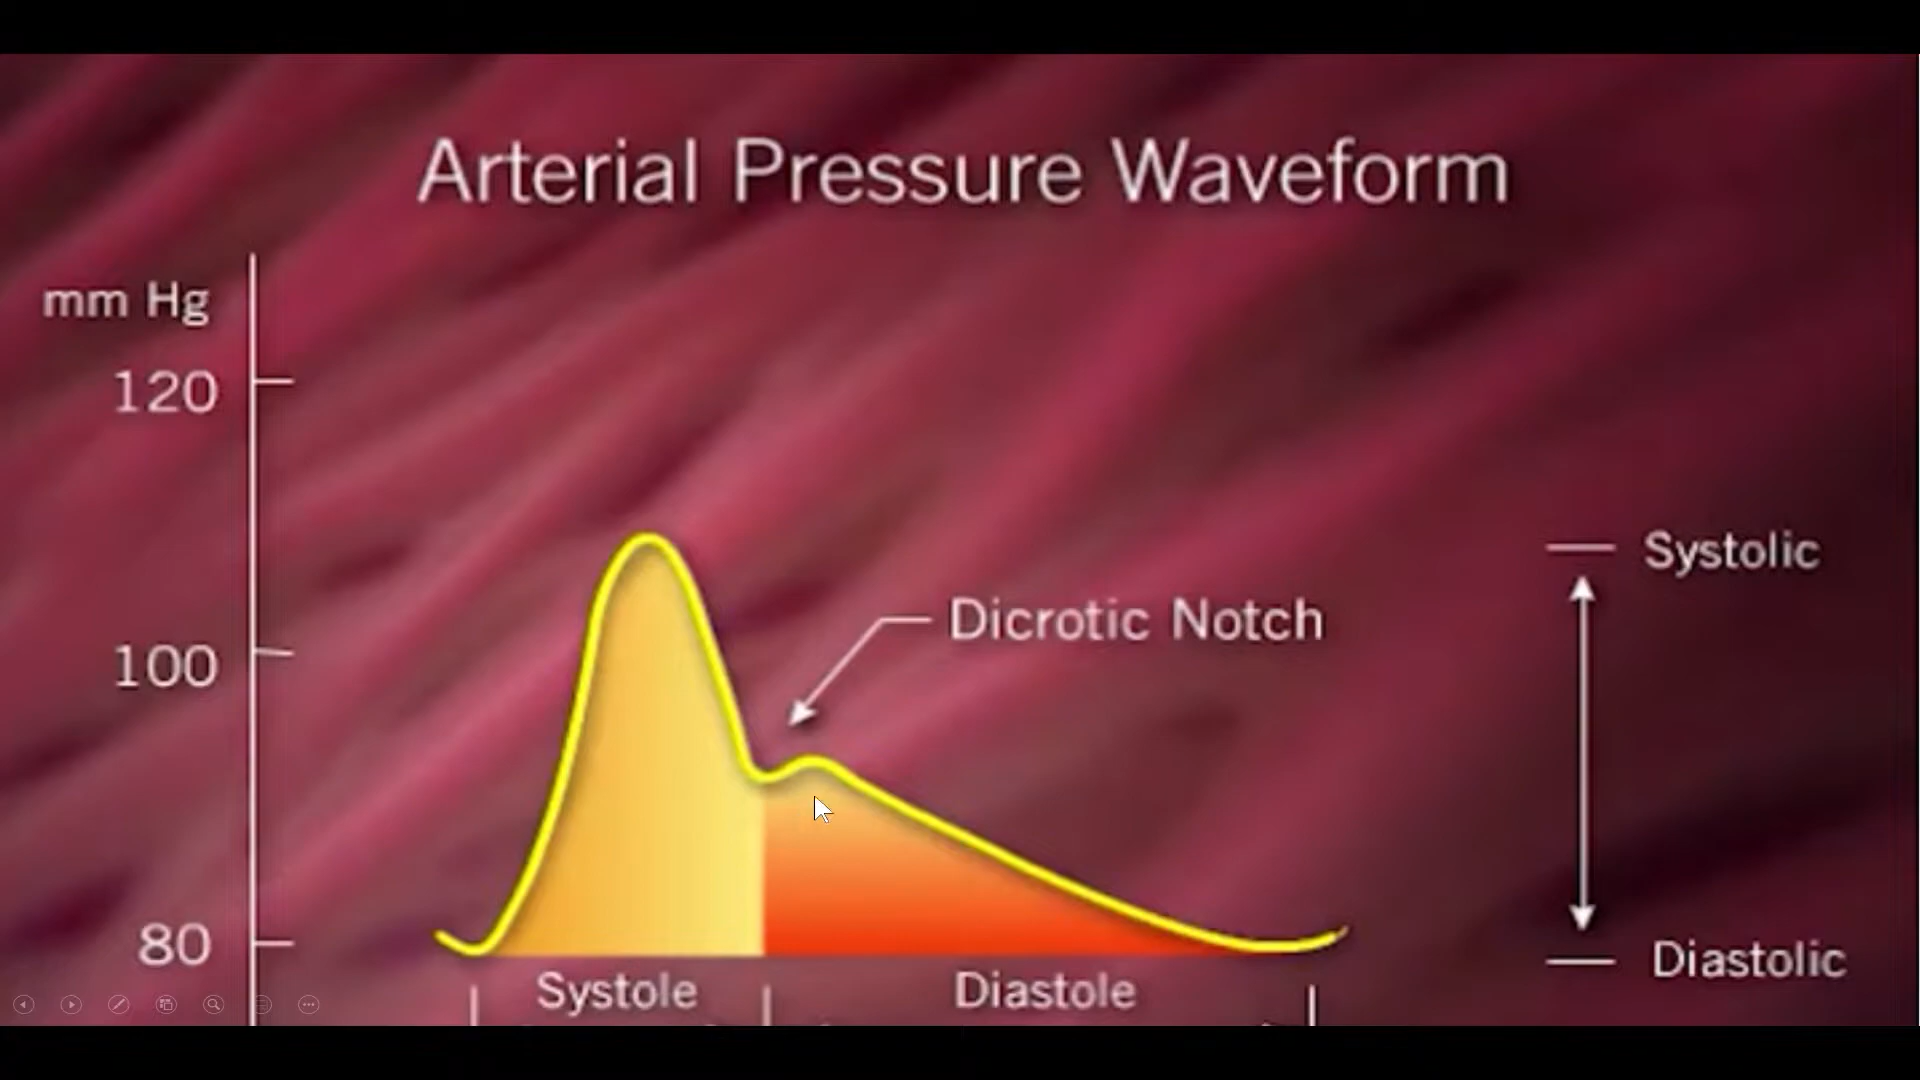 Arterial Pressure Waveform
mm Hg
120
100
80
Dicrotic Notch
Systolic
Diastolic
Systole
Diastole